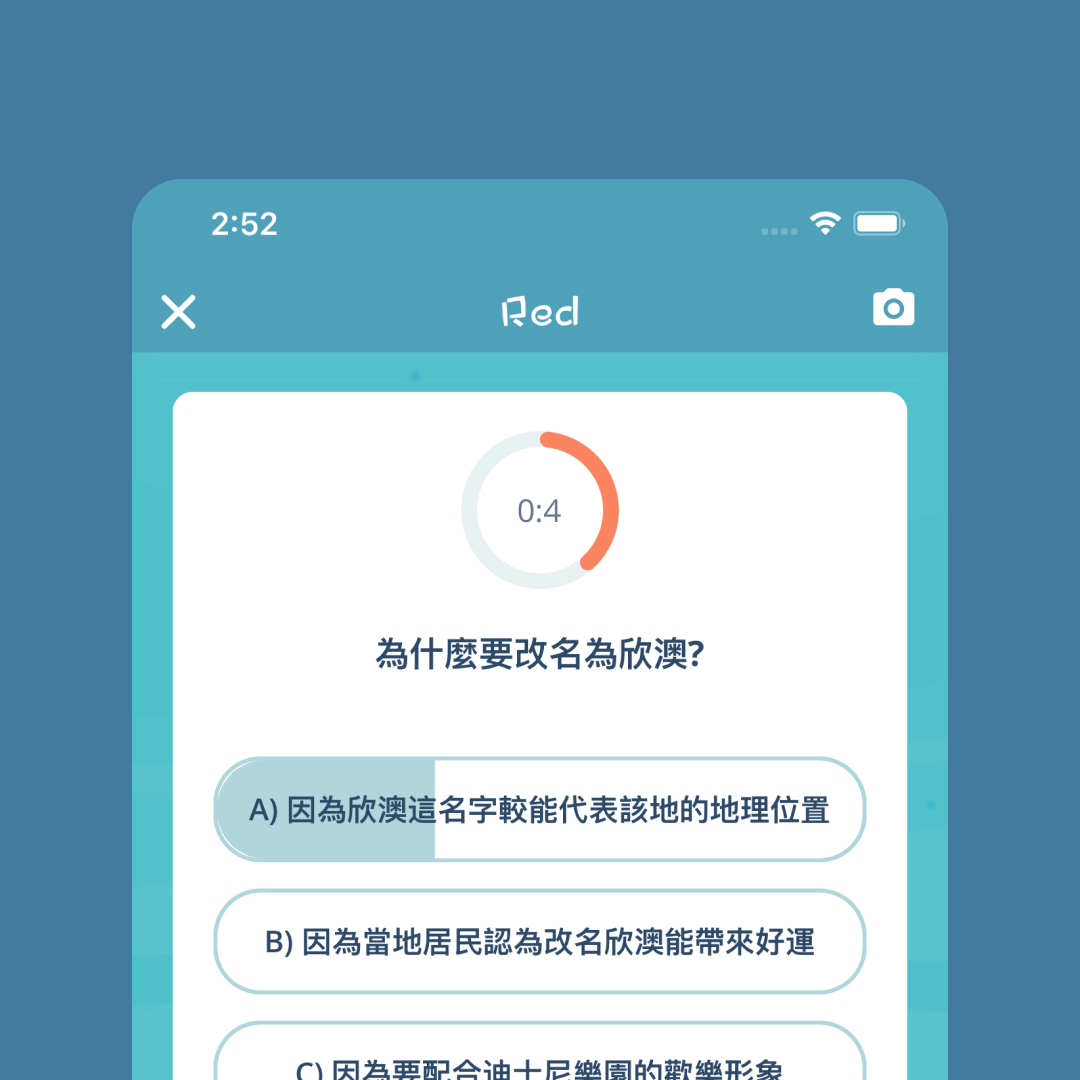 2:52
Red
0:4
為什麼要改名為欣澳?
A) 因為欣澳這名字較能代表該地的地理位置
B) 因為當地居民認為改名欣澳能帶來好運
C) 因為要配合迪士尼樂園的歡樂形象